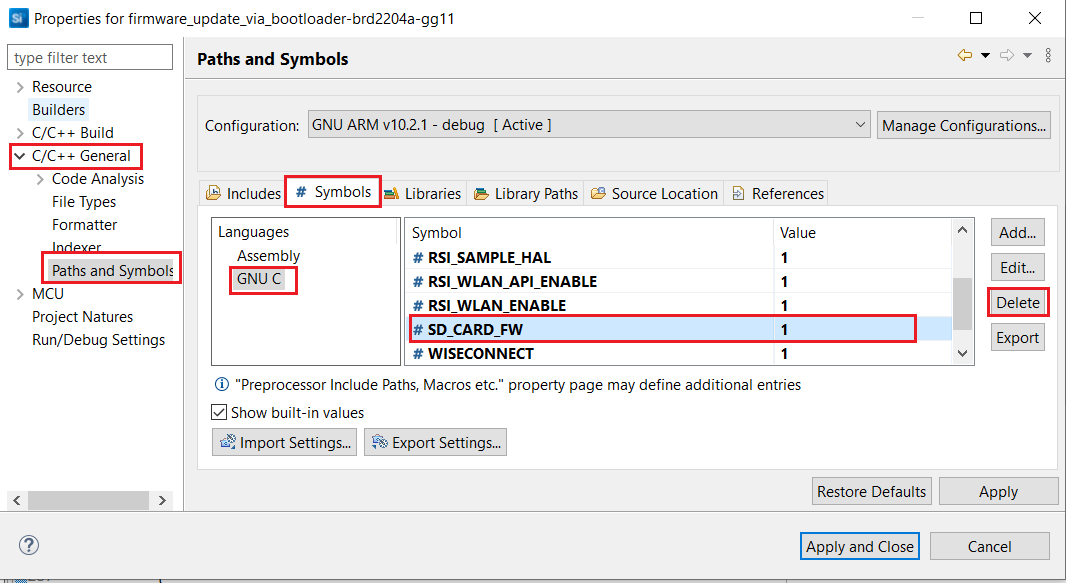 Si
Properties for firmware_update_via_bootloader-brd2204a-gg11
type filter text
Resource
Builders
C/C++ Build
C/C++ General
Code Analysis
File Types
Formatter
Indexer
Paths and Symbols
MCU
Project Natures
Run/Debug Settings
Paths and Symbols
Configuration: GNU ARM v10.2.1 - debug [ Active ] Manage Configurations...
Includes # Symbols Libraries Library Paths Source Location References
Languages
Assembly
GNU C
Symbol Value
# RSI_SAMPLE_HAL 1
# RSI_WLAN_API_ENABLE 1
# RSI_WLAN_ENABLE 1
# SD_CARD_FW 1
# WISECONNECT 1
Add...
Edit...
Delete
Export
"Preprocessor Include Paths, Macros etc." property page may define additional entries
Show built-in values
Import Settings... Export Settings...
Restore Defaults Apply
? Apply and Close Cancel